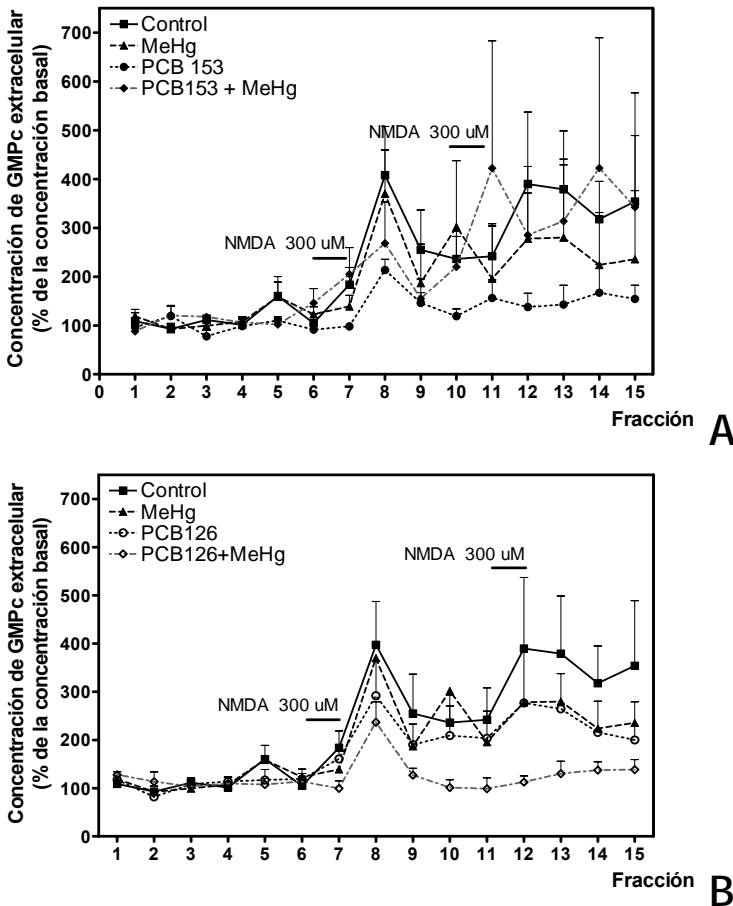 Concentración de GMPc extracelular
(% de la concentración basal)
700
600
500
400
300
200
100
0
Control
MeHg
PCB 153
PCB153 + MeHg
NMDA 300 uM
NMDA 300 uM
0 1 2 3 4 5 6 7 8 9 10 11 12 13 14 15
Fracción
A
Concentración de GMPc extracelular
(% de la concentración basal)
700
600
500
400
300
200
100
0
Control
MeHg
PCB126
PCB126+MeHg
NMDA 300 uM
NMDA 300 uM
1 2 3 4 5 6 7 8 9 10 11 12 13 14 15
Fracción
B